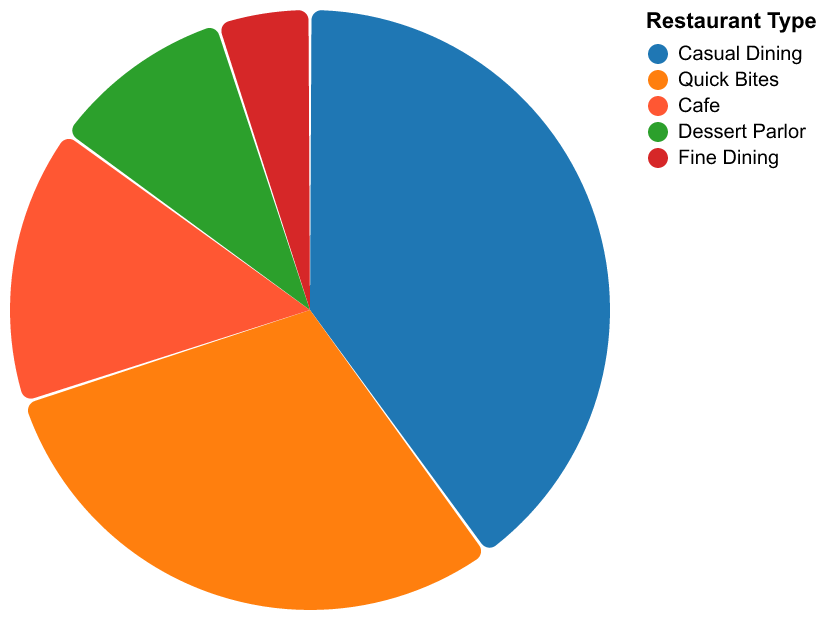 Restaurant Type
Casual Dining
Quick Bites
Cafe
Dessert Parlor
Fine Dining